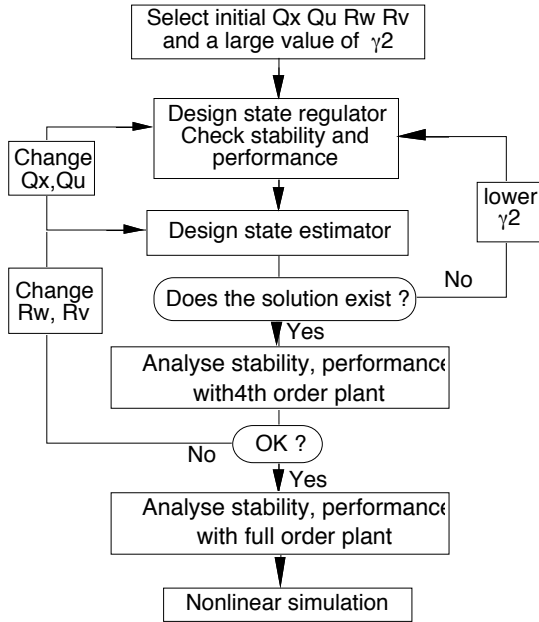 Select initial Qx Qu Rw Rv
and a large value of γ2
Design state regulator
Check stability and
performance
Change
Qx,Qu
lower
γ2
Design state estimator
Change
Rw, Rv
No
Does the solution exist ?
Yes
Analyse stability, performance
with4th order plant
OK ?
No
Yes
Analyse stability, performance
with full order plant
Nonlinear simulation